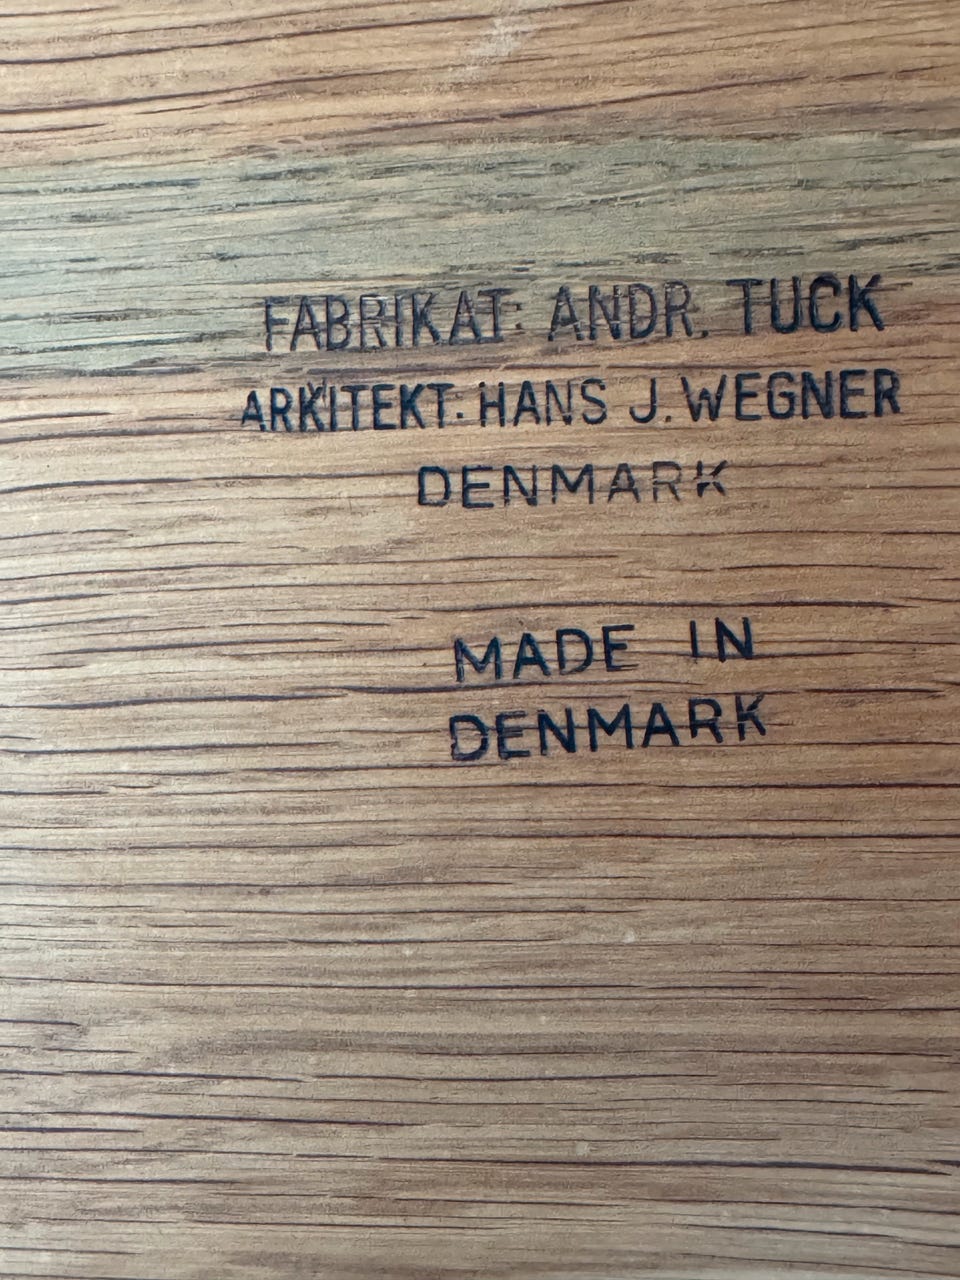 FABRIKAT: ANDR. TUCK
ARKITEKT: HANS J. WEGNER
DENMARK
MADE IN
DENMARK